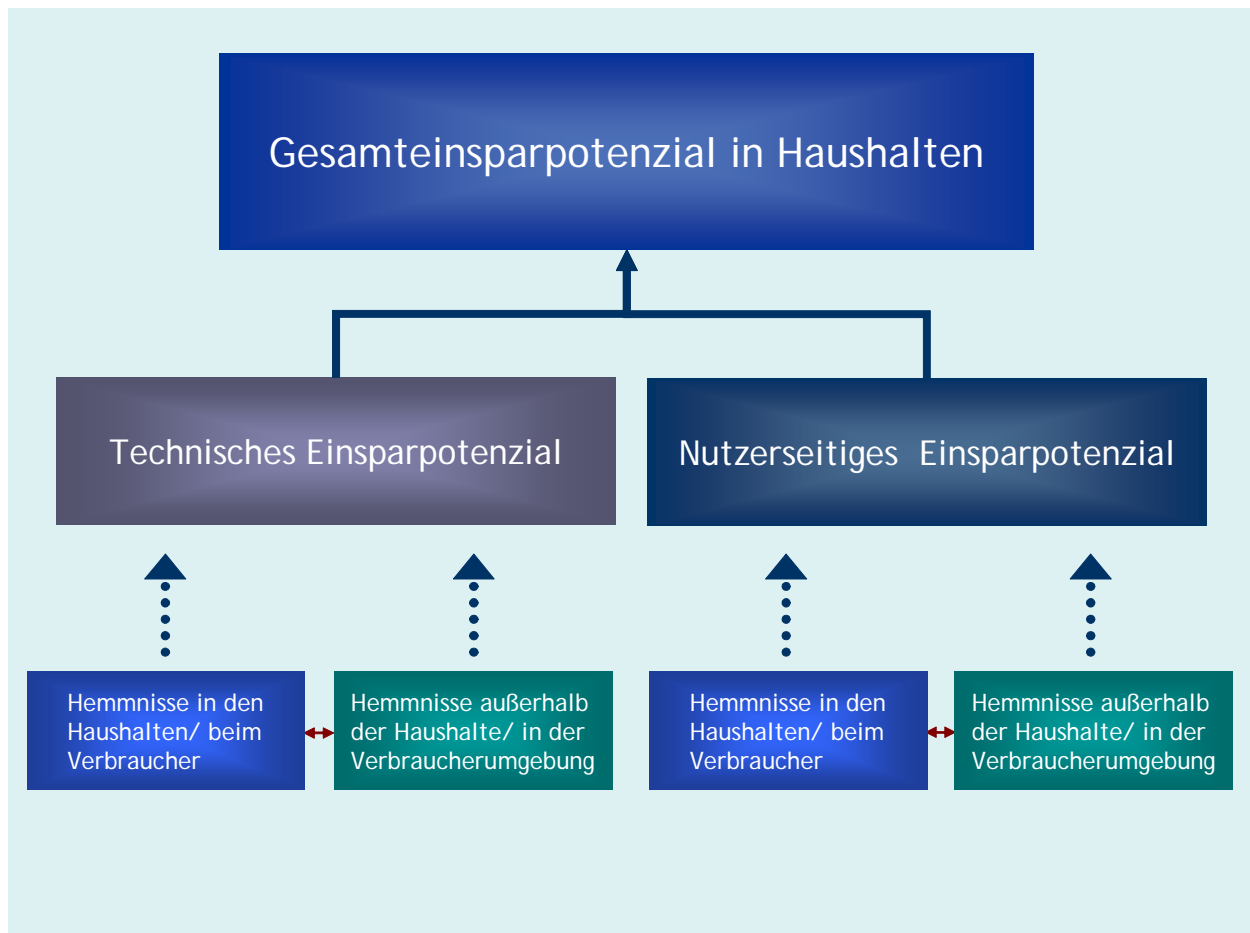 Gesamteinsparpotenzial in Haushalten
Technisches Einsparpotenzial
Nutzerseitiges Einsparpotenzial
Hemmnisse in den
Haushalten/ beim
Verbraucher
Hemmnisse außerhalb
der Haushalte/ in der
Verbraucherumgebung
Hemmnisse in den
Haushalten/ beim
Verbraucher
Hemmnisse außerhalb
der Haushalte/ in der
Verbraucherumgebung